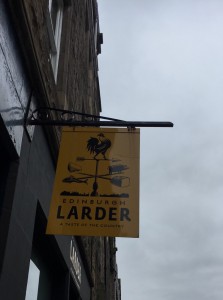 EDINBURGH
LARDER
A TASTE OF THE COUNTRY